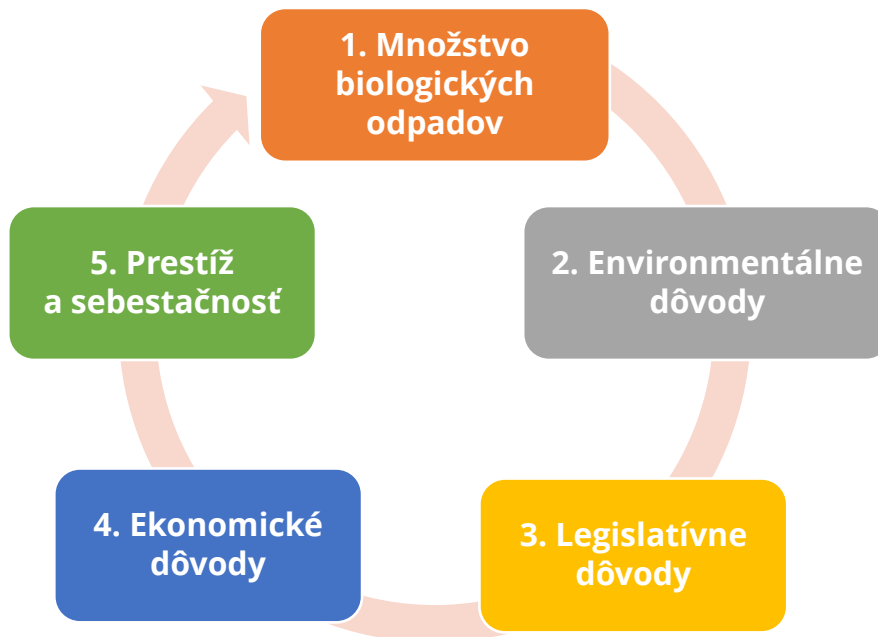 1. Množstvo
biologických
odpadov
2. Environmentálne
dôvody
3. Legislatívne
dôvody
4. Ekonomické
dôvody
5. Prestíž
a sebestačnosť